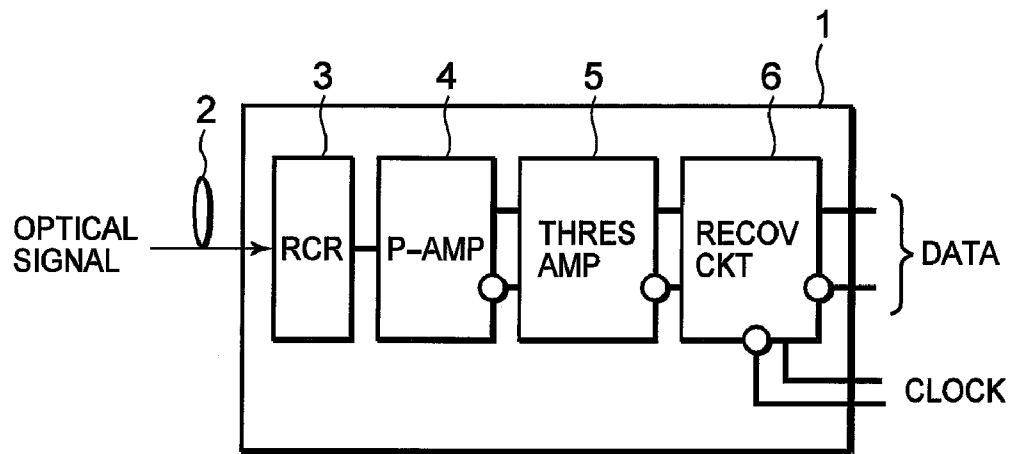 1
3
4
5
6
2
OPTICAL
SIGNAL
RCR
P-AMP
THRES
AMP
RECOV
CKT
DATA
CLOCK